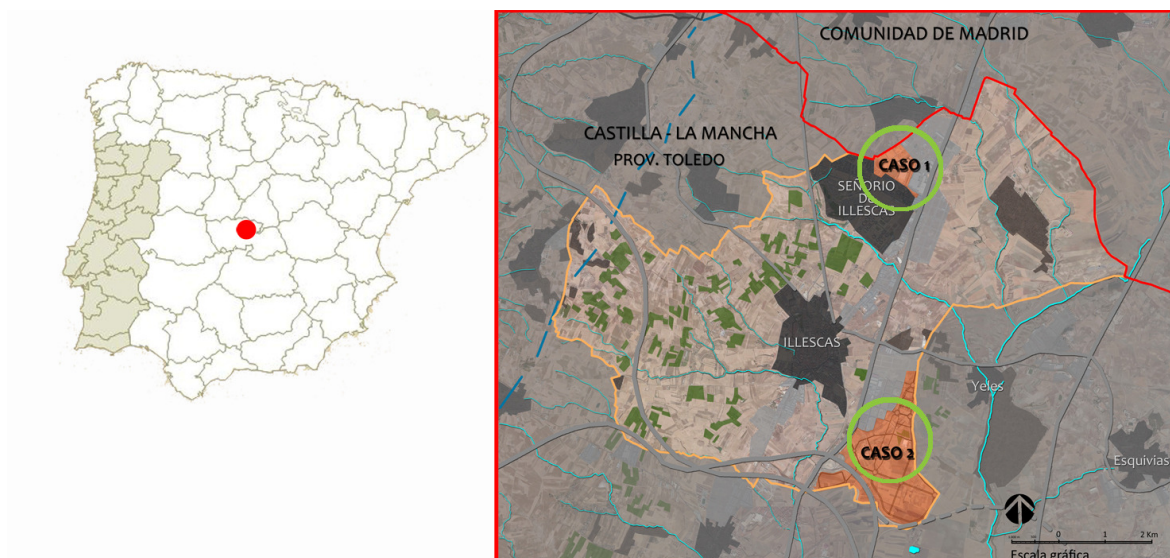 COMUNIDAD DE MADRID
CASTILLA - LA MANCHA
PROV. TOLEDO
CASO 1
SEÑORIO
DE
ILLESCAS
ILLESCAS
Yeles
CASO 2
Esquivias
0 1 2 Km
Escala gráfica